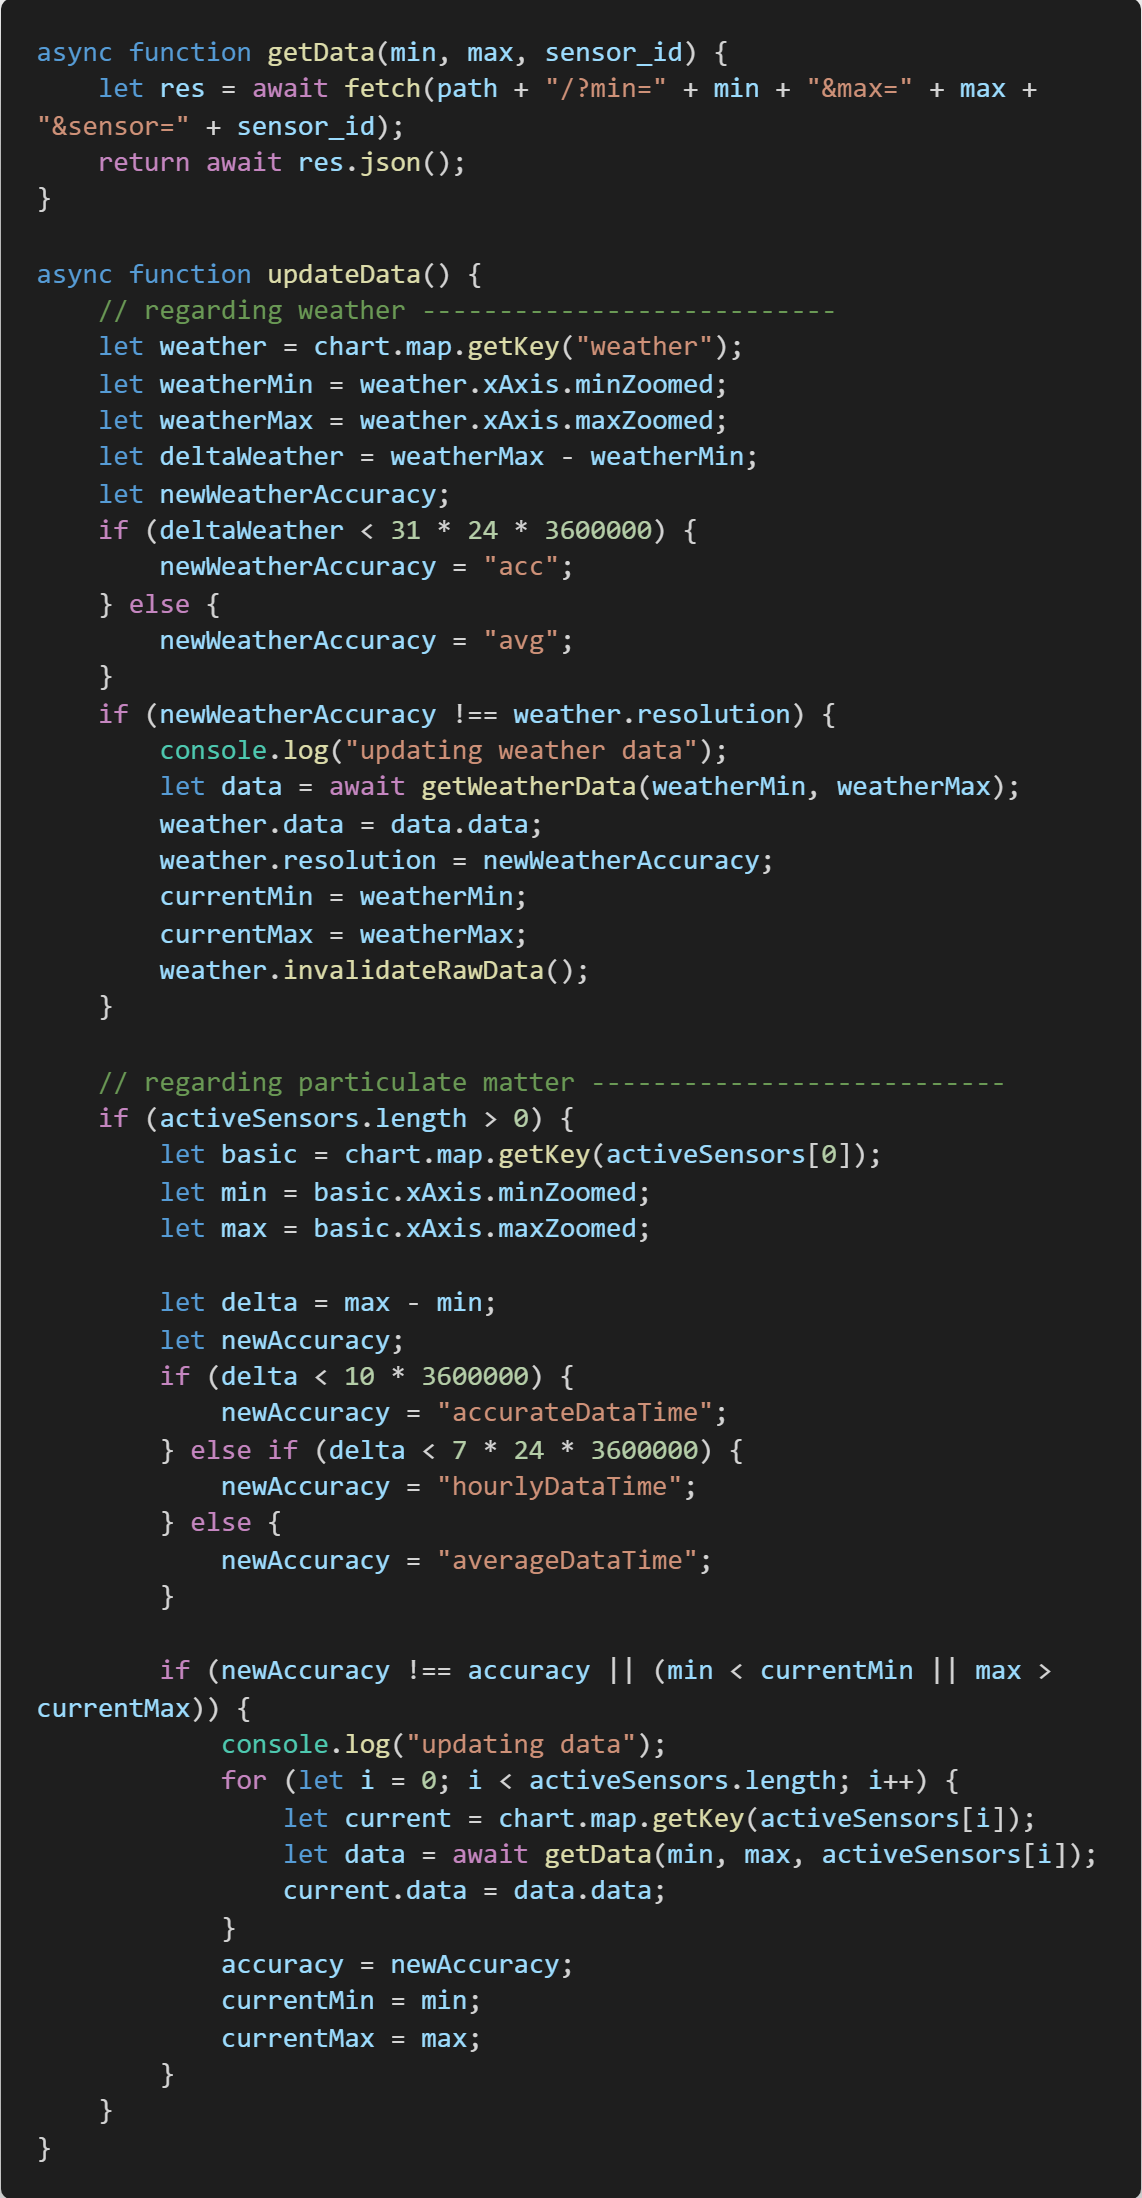 async function getData(min, max, sensor_id) {
    let res = await fetch(path + "/?min=" + min + "&max=" + max +
"&sensor=" + sensor_id);
    return await res.json();
}

async function updateData() {
    // regarding weather ---------------------------
    let weather = chart.map.getKey("weather");
    let weatherMin = weather.xAxis.minZoomed;
    let weatherMax = weather.xAxis.maxZoomed;
    let deltaWeather = weatherMax - weatherMin;
    let newWeatherAccuracy;
    if (deltaWeather < 31 * 24 * 3600000) {
        newWeatherAccuracy = "acc";
    } else {
        newWeatherAccuracy = "avg";
    }
    if (newWeatherAccuracy !== weather.resolution) {
        console.log("updating weather data");
        let data = await getWeatherData(weatherMin, weatherMax);
        weather.data = data.data;
        weather.resolution = newWeatherAccuracy;
        currentMin = weatherMin;
        currentMax = weatherMax;
        weather.invalidateRawData();
    }

    // regarding particulate matter ---------------------------
    if (activeSensors.length > 0) {
        let basic = chart.map.getKey(activeSensors[0]);
        let min = basic.xAxis.minZoomed;
        let max = basic.xAxis.maxZoomed;

        let delta = max - min;
        let newAccuracy;
        if (delta < 10 * 3600000) {
            newAccuracy = "accurateDataTime";
        } else if (delta < 7 * 24 * 3600000) {
            newAccuracy = "hourlyDataTime";
        } else {
            newAccuracy = "averageDataTime";
        }

        if (newAccuracy !== accuracy || (min < currentMin || max >
currentMax)) {
            console.log("updating data");
            for (let i = 0; i < activeSensors.length; i++) {
                let current = chart.map.getKey(activeSensors[i]);
                let data = await getData(min, max, activeSensors[i]);
                current.data = data.data;
            }
            accuracy = newAccuracy;
            currentMin = min;
            currentMax = max;
        }
    }
}